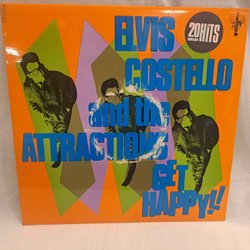 ELVIS
COSTELLO
and the
ATTRACTIONS
GET
HAPPY!!
20 HITS